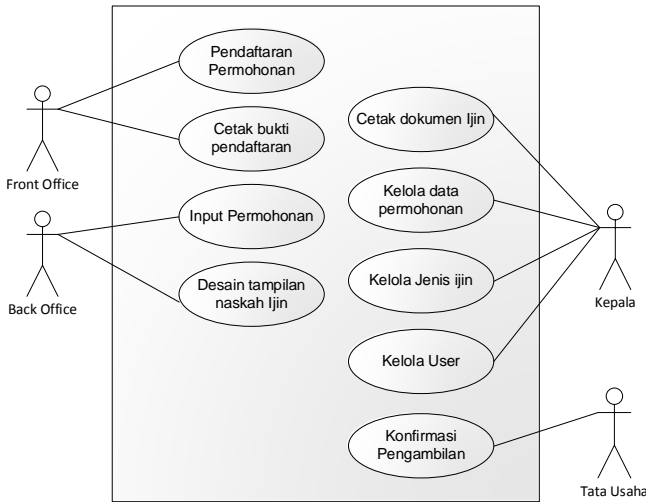 Pendaftaran
Permohonan
Cetak bukti
pendaftaran
Front Office
Input Permohonan
Desain tampilan
naskah Ijin
Back Office
Cetak dokumen Ijin
Kelola data
permohonan
Kelola Jenis ijin
Kelola User
Kepala
Konfirmasi
Pengambilan
Tata Usaha